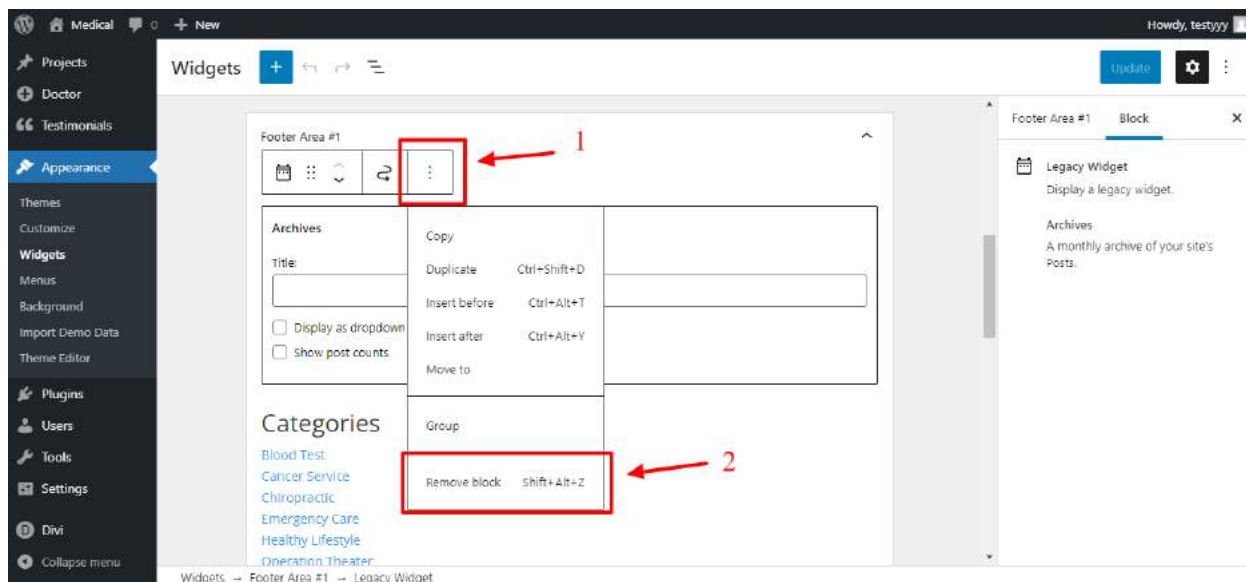 Medical 0 + New Howdy, testyyy
Projects
Doctor
Testimonials
Appearance
Themes
Customize
Widgets
Menus
Background
Import Demo Data
Theme Editor
Plugins
Users
Tools
Settings
Divi
Collapse menu
Widgets + Update
Footer Area #1
1
Archives
Title:
Display as dropdown
Show post counts
Copy
Duplicate Ctrl+Shift+D
Insert before Ctrl+Alt+T
Insert after Ctrl+Alt+Y
Move to
Group
Remove block Shift+Alt+Z
2
Categories
Blood Test
Cancer Service
Chiropractic
Emergency Care
Healthy Lifestyle
Operation Theater
Widgets → Footer Area #1 → Legacy Widget
Footer Area #1 Block
Legacy Widget
Display a legacy widget.
Archives
A monthly archive of your site's
Posts.